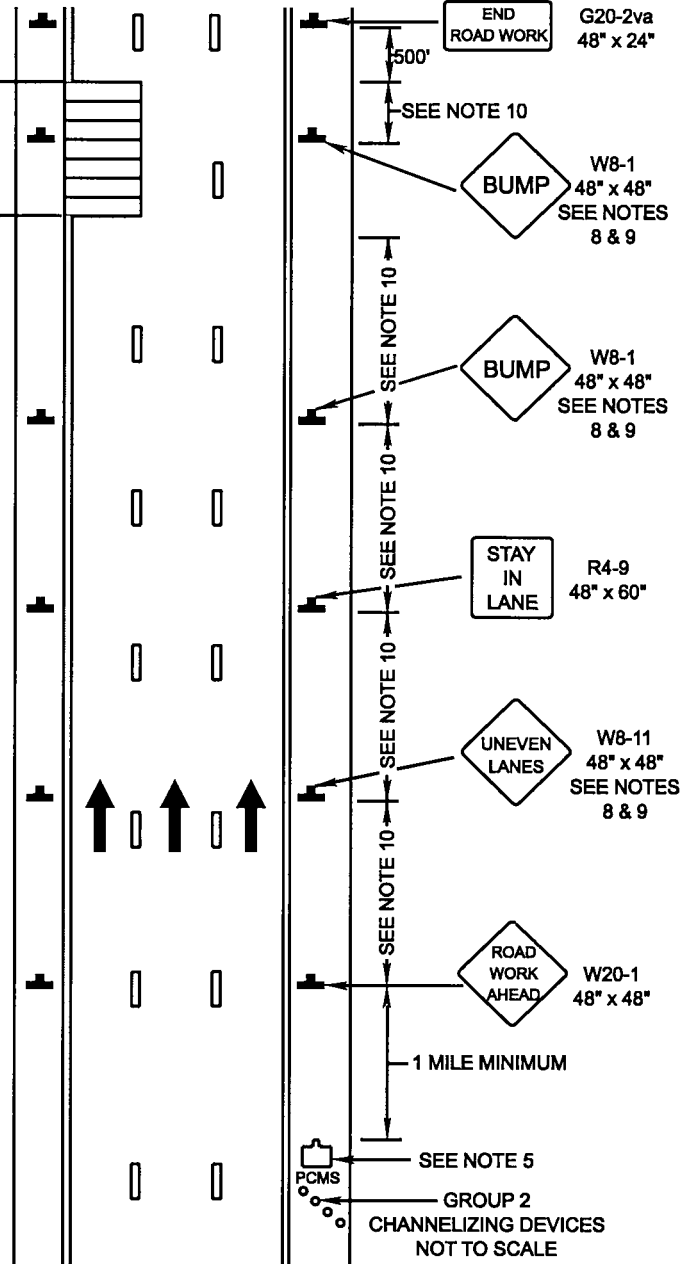 END
ROAD WORK
G20-2va
48" x 24"
500'
SEE NOTE 10
BUMP
W8-1
48" x 48"
SEE NOTES
8 & 9
SEE NOTE 10
BUMP
W8-1
48" x 48"
SEE NOTES
8 & 9
SEE NOTE 10
STAY
IN
LANE
R4-9
48" x 60"
SEE NOTE 10
UNEVEN
LANES
W8-11
48" x 48"
SEE NOTES
8 & 9
SEE NOTE 10
ROAD
WORK
AHEAD
W20-1
48" x 48"
1 MILE MINIMUM
SEE NOTE 5
PCMS
GROUP 2
CHANNELIZING DEVICES
NOT TO SCALE